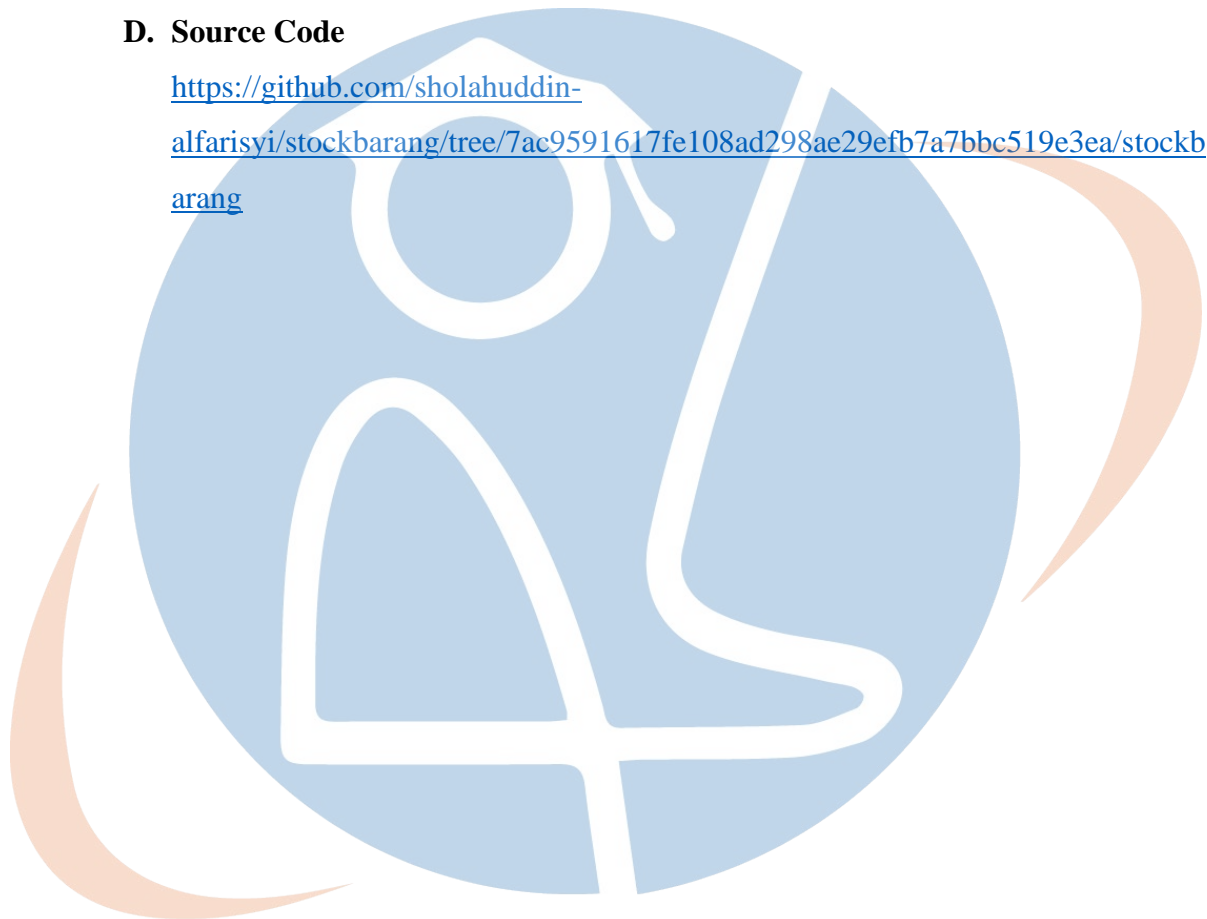 D. Source Code
https://github.com/sholahuddin-
alfarisyi/stockbarang/tree/7ac9591617fe108ad298ae29efb7a7bbc519e3ea/stockb
arang